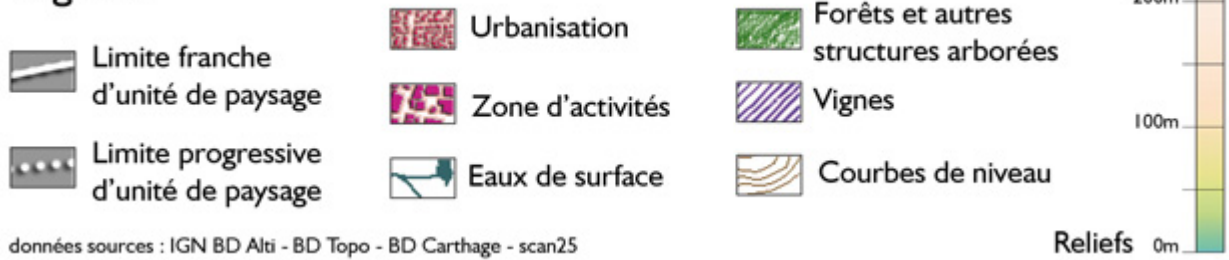 Limite franche
d'unité de paysage
Limite progressive
d'unité de paysage
Urbanisation
Zone d'activités
Eaux de surface
Forêts et autres
structures arborées
Vignes
Courbes de niveau
100m
Reliefs 0m
données sources : IGN BD Alti - BD Topo - BD Carthage - scan25